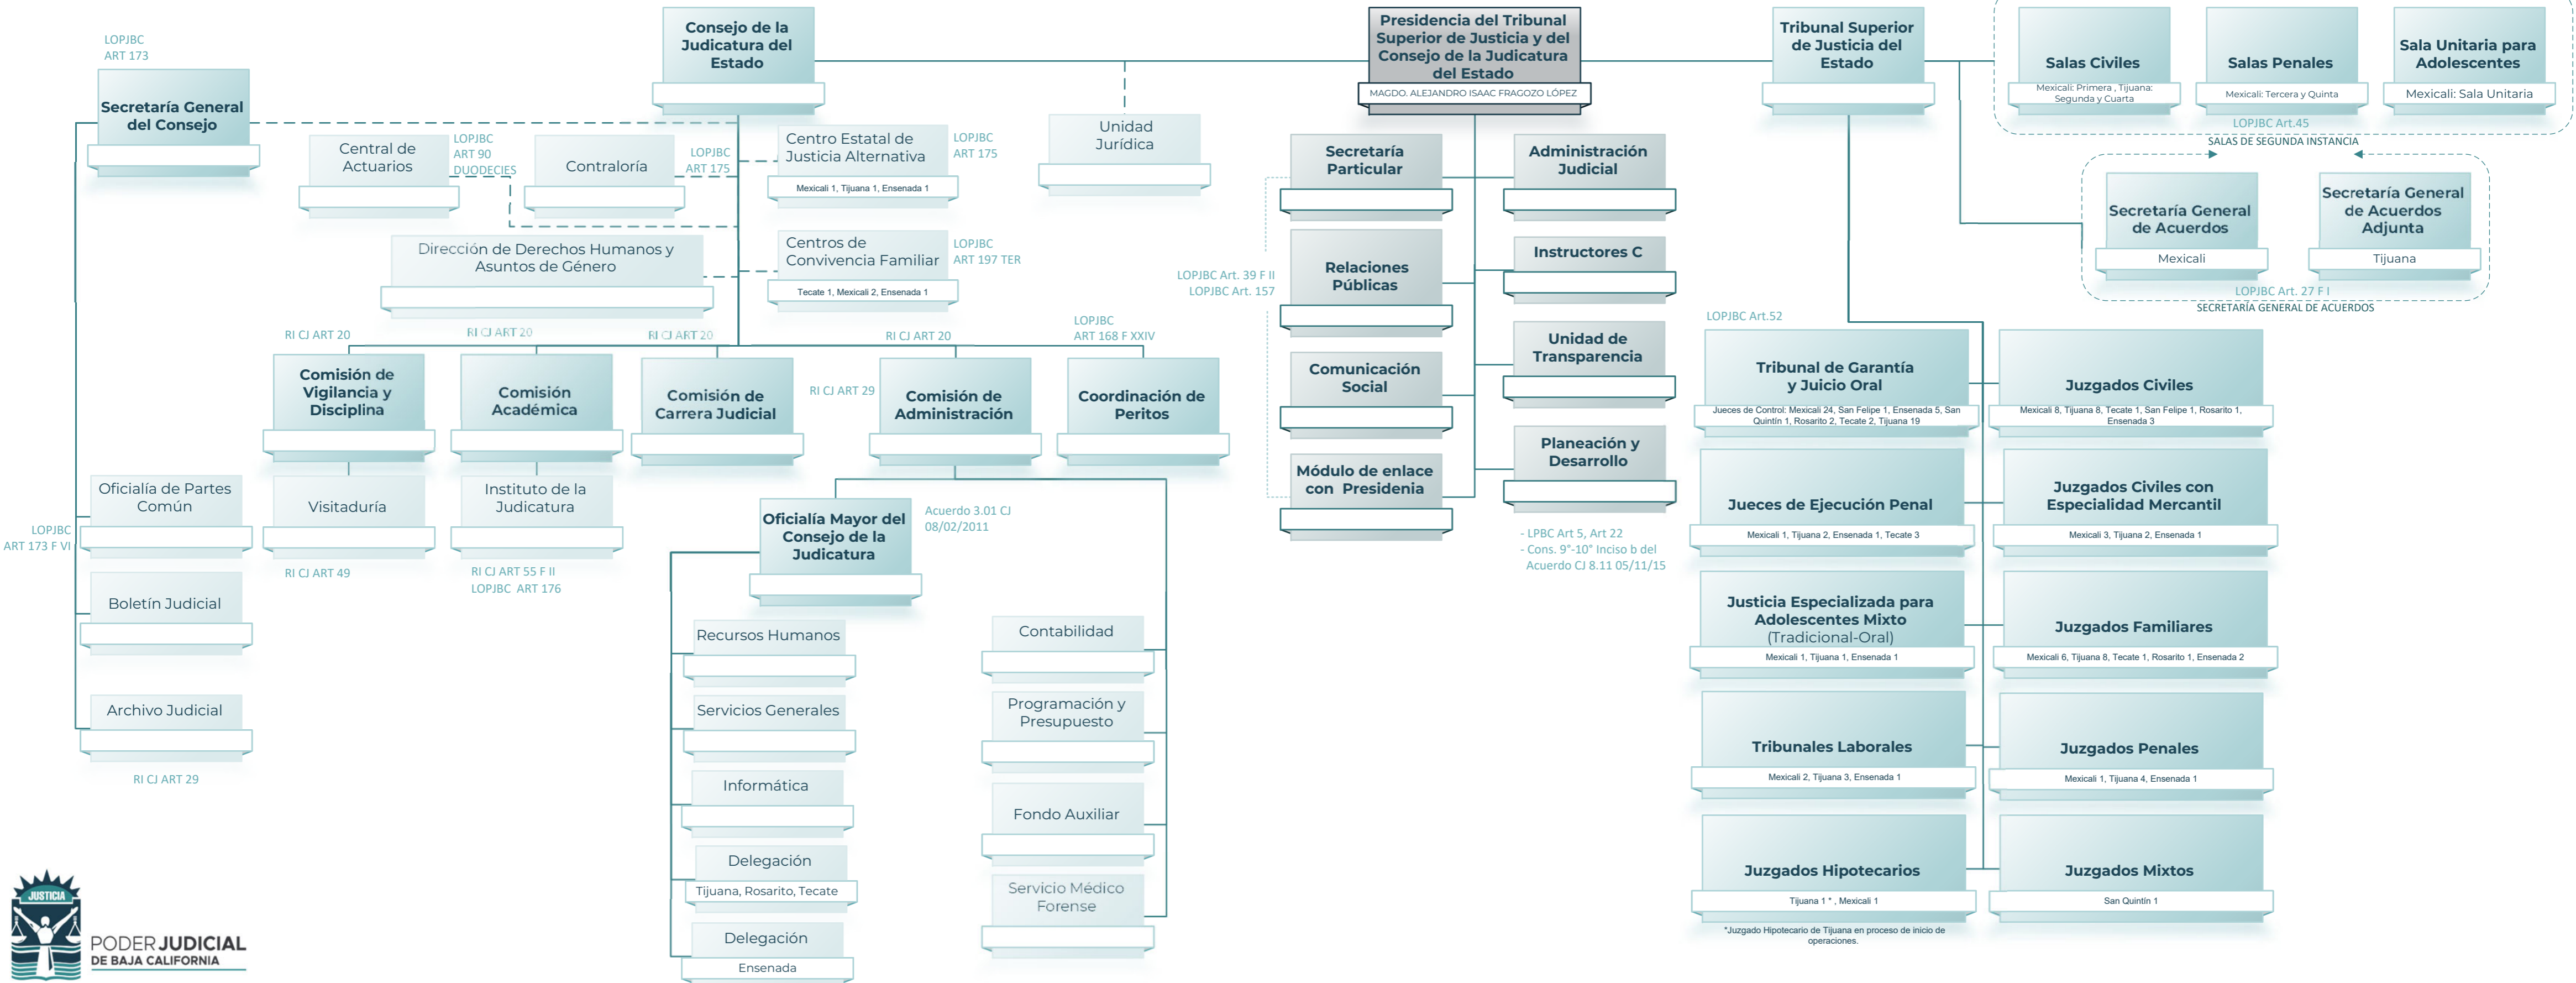 LOPJBC
ART 173
Secretaría General
del Consejo
Consejo de la
Judicatura del
Estado
Presidencia del Tribunal
Superior de Justicia y del
Consejo de la Judicatura
del Estado
MAGDO. ALEJANDRO ISAAC FRAGOZO LÓPEZ
Tribunal Superior
de Justicia del
Estado
Salas Civiles
Mexicali: Primera , Tijuana:
Segunda y Cuarta
Salas Penales
Mexicali: Tercera y Quinta
Sala Unitaria para
Adolescentes
Mexicali: Sala Unitaria
LOPJBC Art.45
SALAS DE SEGUNDA INSTANCIA
Central de
Actuarios
LOPJBC
ART 90
DUODECIES
Contraloría
LOPJBC
ART 175
Centro Estatal de
Justicia Alternativa
Mexicali 1, Tijuana 1, Ensenada 1
LOPJBC
ART 175
Unidad
Jurídica
Dirección de Derechos Humanos y
Asuntos de Género
Centros de
Convivencia Familiar
Tecate 1, Mexicali 2, Ensenada 1
LOPJBC
ART 197 TER
Secretaría
Particular
Administración
Judicial
Relaciones
Públicas
Instructores C
LOPJBC Art. 39 F II
LOPJBC Art. 157
Comunicación
Social
Unidad de
Transparencia
Módulo de enlace
con Presidenia
Planeación y
Desarrollo
- LPBC Art 5, Art 22
- Cons. 9°-10° Inciso b del
Acuerdo CJ 8.11 05/11/15
Secretaría General
de Acuerdos
Mexicali
Secretaría General
de Acuerdos
Adjunta
Tijuana
LOPJBC Art. 27 F I
SECRETARÍA GENERAL DE ACUERDOS
RI CJ ART 20
RI CJ ART 20
RI CJ ART 20
RI CJ ART 20
LOPJBC
ART 168 F XXIV
Comisión de
Vigilancia y
Disciplina
Comisión
Académica
Comisión de
Carrera Judicial
RI CJ ART 29
Comisión de
Administración
Coordinación de
Peritos
Oficialía de Partes
Común
Visitaduría
Instituto de la
Judicatura
LOPJBC
ART 173 F VI
RI CJ ART 49
RI CJ ART 55 F II
LOPJBC ART 176
Boletín Judicial
Archivo Judicial
RI CJ ART 29
Oficialía Mayor del
Consejo de la
Judicatura
Acuerdo 3.01 CJ
08/02/2011
Recursos Humanos
Servicios Generales
Informática
Delegación
Tijuana, Rosarito, Tecate
Delegación
Ensenada
Contabilidad
Programación y
Presupuesto
Fondo Auxiliar
Servicio Médico
Forense
LOPJBC Art.52
Tribunal de Garantía
y Juicio Oral
Jueces de Control: Mexicali 24, San Felipe 1, Ensenada 5, San
Quintín 1, Rosarito 2, Tecate 2, Tijuana 19
Juzgados Civiles
Mexicali 8, Tijuana 8, Tecate 1, San Felipe 1, Rosarito 1,
Ensenada 3
Jueces de Ejecución Penal
Mexicali 1, Tijuana 2, Ensenada 1, Tecate 3
Juzgados Civiles con
Especialidad Mercantil
Mexicali 3, Tijuana 2, Ensenada 1
Justicia Especializada para
Adolescentes Mixto
(Tradicional-Oral)
Mexicali 1, Tijuana 1, Ensenada 1
Juzgados Familiares
Mexicali 6, Tijuana 8, Tecate 1, Rosarito 1, Ensenada 2
Tribunales Laborales
Mexicali 2, Tijuana 3, Ensenada 1
Juzgados Penales
Mexicali 1, Tijuana 4, Ensenada 1
Juzgados Hipotecarios
Tijuana 1 * , Mexicali 1
Juzgados Mixtos
San Quintín 1
*Juzgado Hipotecario de Tijuana en proceso de inicio de
operaciones.
JUSTICIA
PODER JUDICIAL
DE BAJA CALIFORNIA